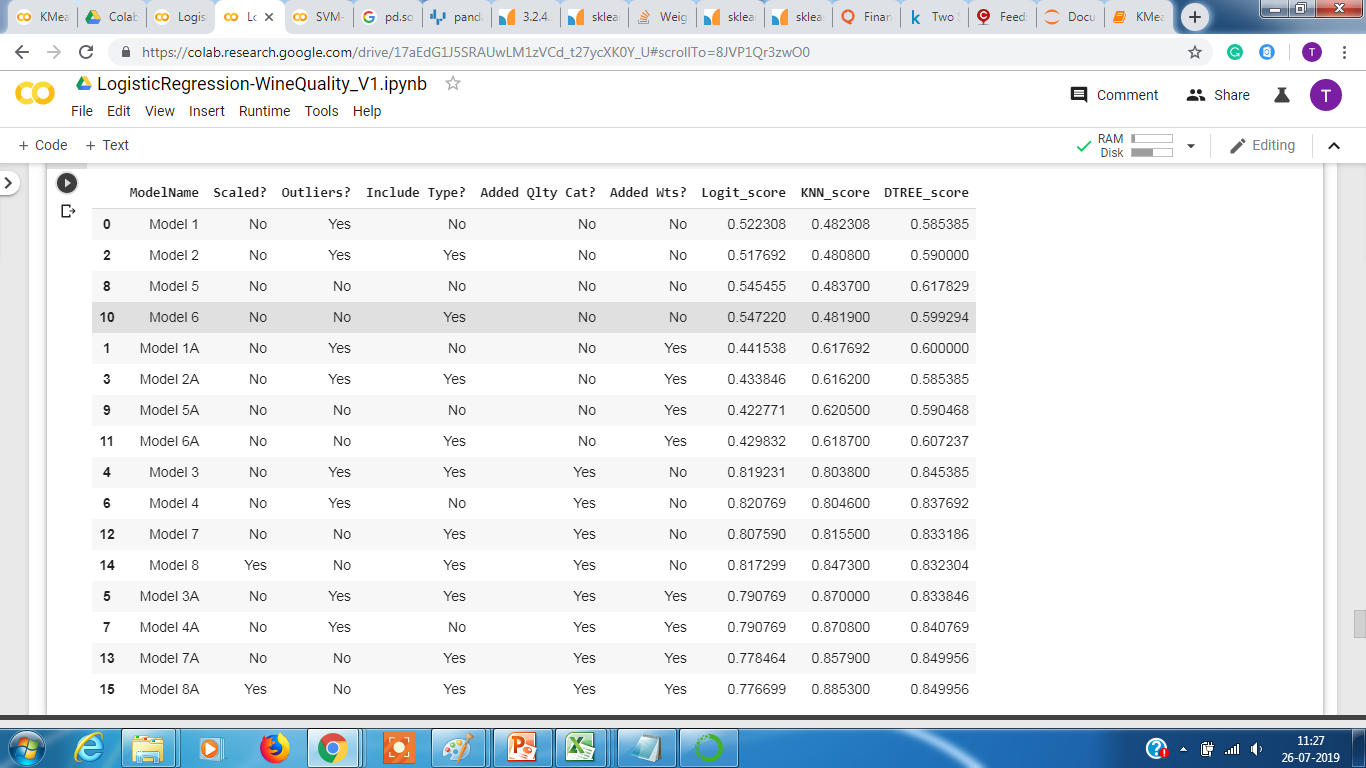 KMea Colab Logis Lo SVM- pd.so panda 3.2.4. sklear Weig sklea sklea Finan Two Feed: Docu KMea
https://colab.research.google.com/drive/17aEdG1J5SRAUwLM1zVCd_t27ycXK0Y_U#scrollTo=8JVP1Qr3zwO0 T
LogisticRegression-WineQuality_V1.ipynb
Comment Share T
File Edit View Insert Runtime Tools Help
+ Code + Text RAM Disk Editing
ModelName Scaled? Outliers? Include Type? Added Qlty Cat? Added Wts? Logit_score KNN_score DTREE_score
0 Model 1 No Yes No No No 0.522308 0.482308 0.585385
2 Model 2 No Yes Yes No No 0.517692 0.480800 0.590000
8 Model 5 No No No No No 0.545455 0.483700 0.617829
10 Model 6 No No Yes No No 0.547220 0.481900 0.599294
1 Model 1A No Yes No No Yes 0.441538 0.617692 0.600000
3 Model 2A No Yes Yes No Yes 0.433846 0.616200 0.585385
9 Model 5A No No No No Yes 0.422771 0.620500 0.590468
11 Model 6A No No Yes No Yes 0.429832 0.618700 0.607237
4 Model 3 No Yes Yes Yes No 0.819231 0.803800 0.845385
6 Model 4 No Yes No Yes No 0.820769 0.804600 0.837692
12 Model 7 No No Yes Yes No 0.807590 0.815500 0.833186
14 Model 8 Yes No Yes Yes No 0.817299 0.847300 0.832304
5 Model 3A No Yes Yes Yes Yes 0.790769 0.870000 0.833846
7 Model 4A No Yes No Yes Yes 0.790769 0.870800 0.840769
13 Model 7A No No Yes Yes Yes 0.778464 0.857900 0.849956
15 Model 8A Yes No Yes Yes Yes 0.776699 0.885300 0.849956
11:27
26-07-2019